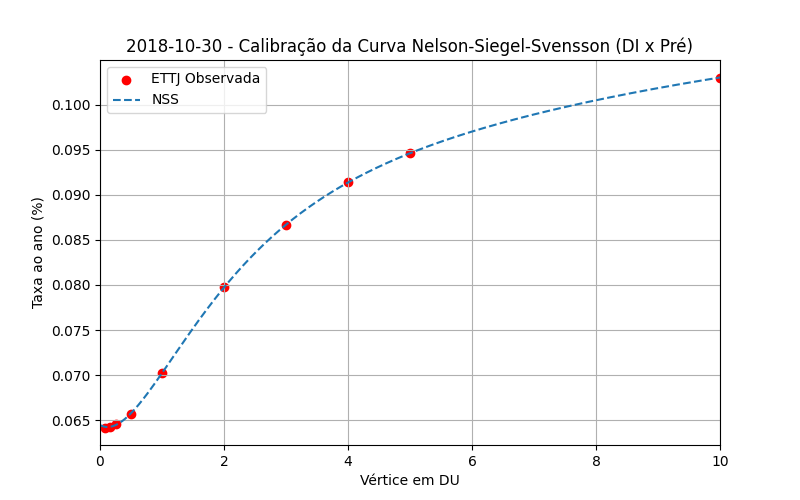 2018-10-30 - Calibração da Curva Nelson-Siegel-Svensson (DI x Pré)
ETTJ Observada
NSS
Taxa ao ano (%)
0.100
0.095
0.090
0.085
0.080
0.075
0.070
0.065
0 2 4 6 8 10
Vértice em DU